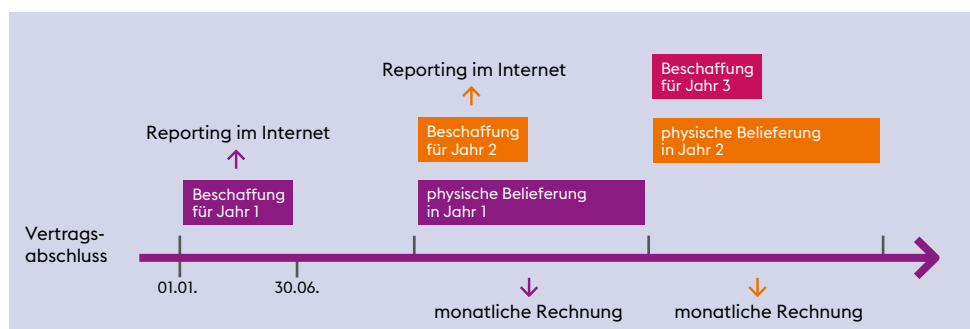 Reporting im Internet
Beschaffung
für Jahr 1
Reporting im Internet
Beschaffung
für Jahr 2
physische Belieferung
in Jahr 1
Beschaffung
für Jahr 3
physische Belieferung
in Jahr 2
Vertrags-
abschluss
01.01.
30.06.
monatliche Rechnung
monatliche Rechnung